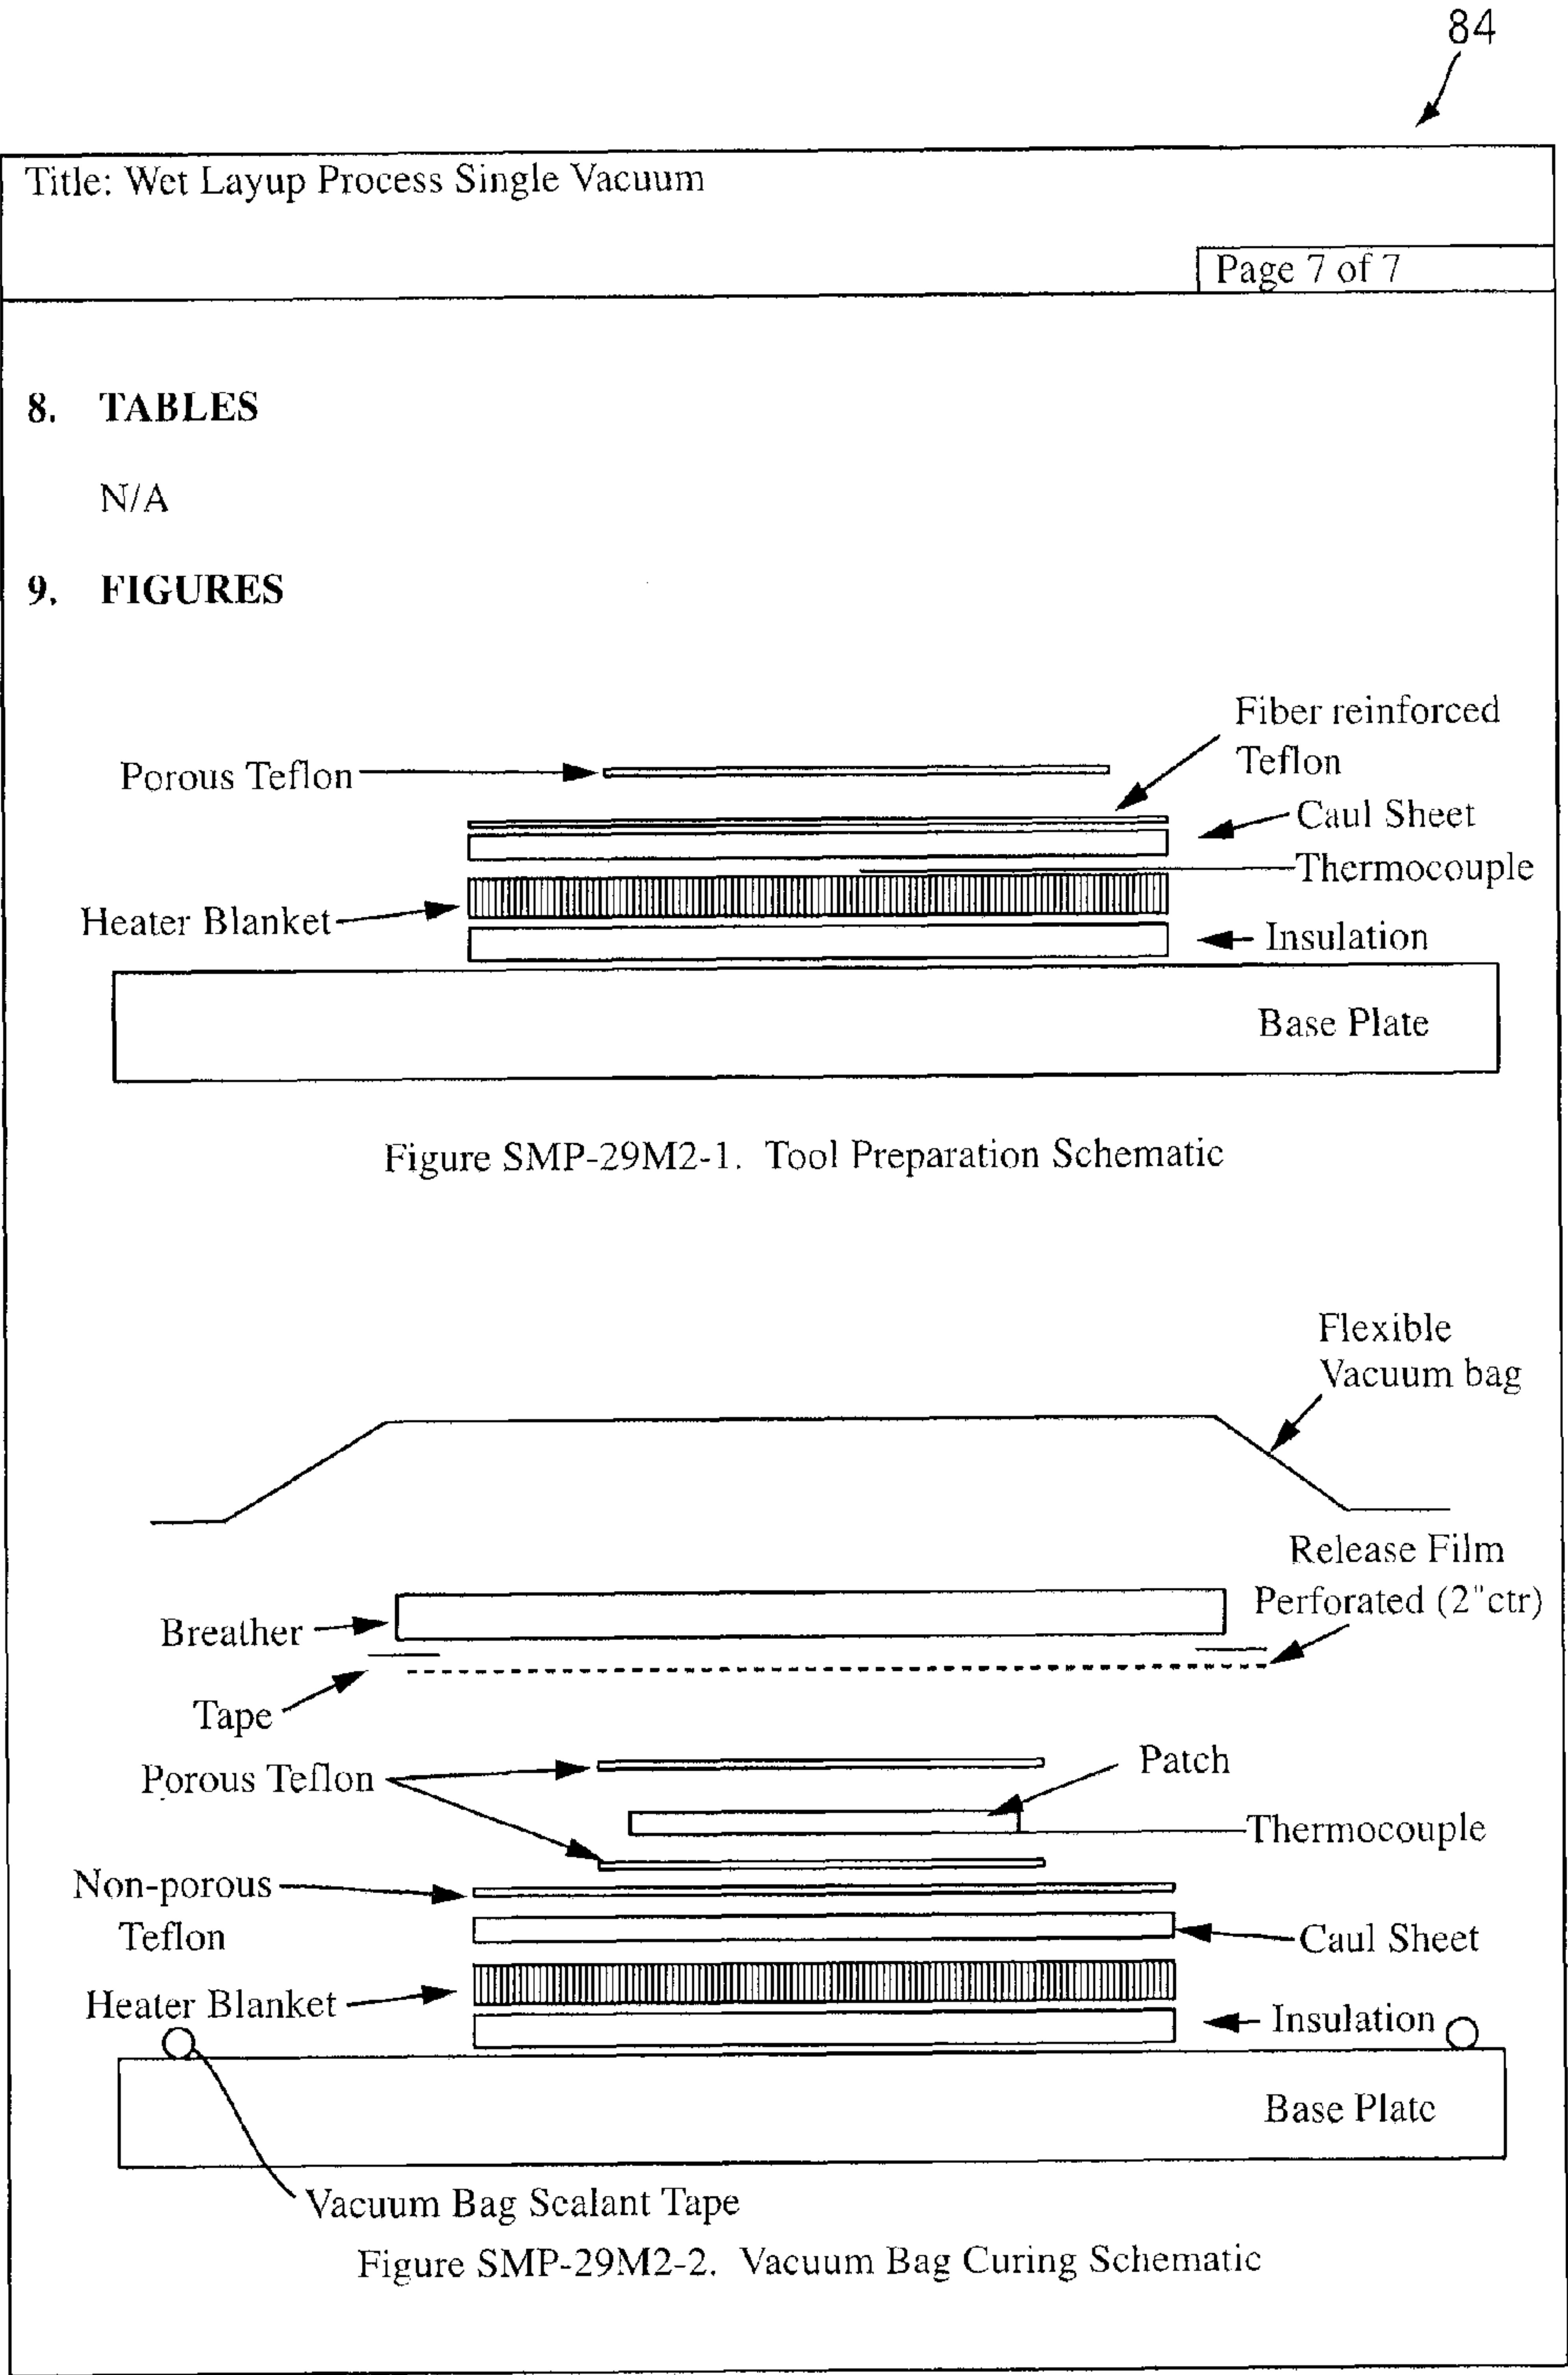 84
Title: Wet Layup Process Single Vacuum
Page 7 of 7
8. TABLES
N/A
9. FIGURES
Fiber reinforced
Teflon
Porous Teflon
Caul Sheet
Thermocouple
Heater Blanket
Insulation
Base Plate
Figure SMP-29M2-1. Tool Preparation Schematic
Flexible
Vacuum bag
Release Film
Perforated (2"ctr)
Breather
Tape
Patch
Porous Teflon
Thermocouple
Non-porous
Teflon
Caul Sheet
Heater Blanket
Insulation
Base Plate
Vacuum Bag Sealant Tape
Figure SMP-29M2-2. Vacuum Bag Curing Schematic